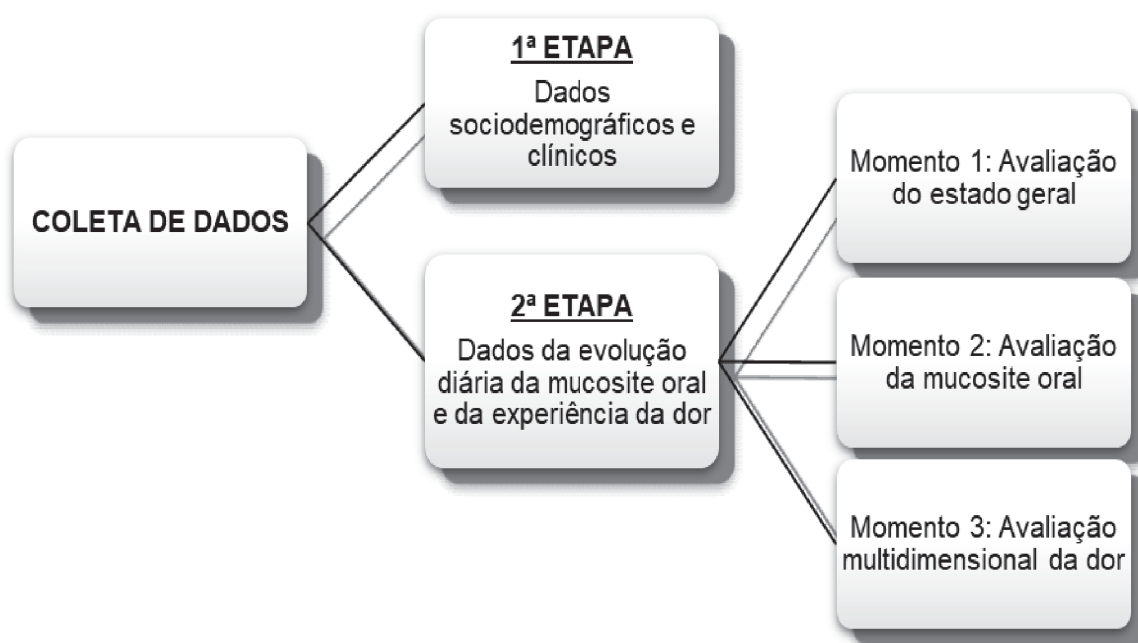 COLETA DE DADOS
1ª ETAPA
Dados
sociodemográficos e
clínicos
2ª ETAPA
Dados da evolução
diária da mucosite oral
e da experiência da dor
Momento 1: Avaliação
do estado geral
Momento 2: Avaliação
da mucosite oral
Momento 3: Avaliação
multidimensional da dor